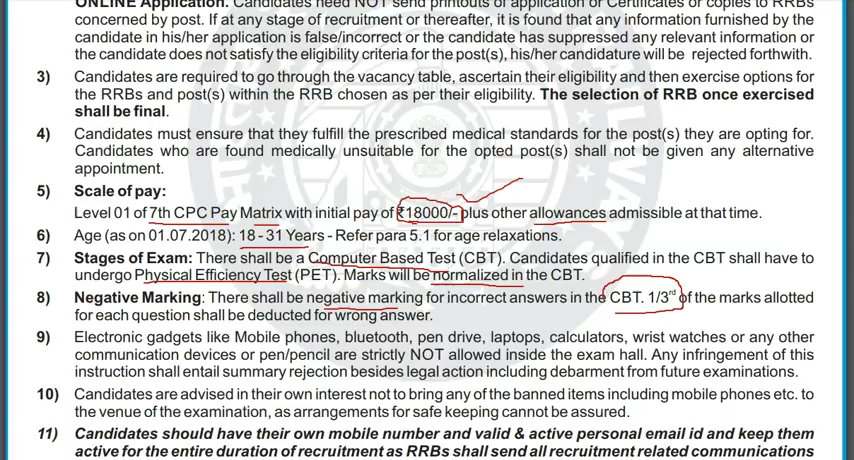 ONLINE Application. Candidates need NOT send printouts of application or Certificates or copies to RRBs
concerned by post. If at any stage of recruitment or thereafter, it is found that any information furnished by the
candidate in his/her application is false/incorrect or the candidate has suppressed any relevant information or
the candidate does not satisfy the eligibility criteria for the post(s), his/her candidature will be rejected forthwith.
3) Candidates are required to go through the vacancy table, ascertain their eligibility and then exercise options for
the RRBs and post(s) within the RRB chosen as per their eligibility. The selection of RRB once exercised
shall be final.
4) Candidates must ensure that they fulfill the prescribed medical standards for the post(s) they are opting for.
Candidates who are found medically unsuitable for the opted post(s) shall not be given any alternative
appointment.
5) Scale of pay:
Level 01 of 7th CPC Pay Matrix with initial pay of ₹18000/- plus other allowances admissible at that time.
6) Age (as on 01.07.2018): 18 - 31 Years - Refer para 5.1 for age relaxations.
7) Stages of Exam: There shall be a Computer Based Test (CBT). Candidates qualified in the CBT shall have to
undergo Physical Efficiency Test (PET). Marks will be normalized in the CBT.
8) Negative Marking: There shall be negative marking for incorrect answers in the CBT. 1/3rd of the marks allotted
for each question shall be deducted for wrong answer.
9) Electronic gadgets like Mobile phones, bluetooth, pen drive, laptops, calculators, wrist watches or any other
communication devices or pen/pencil are strictly NOT allowed inside the exam hall. Any infringement of this
instruction shall entail summary rejection besides legal action including debarment from future examinations.
10) Candidates are advised in their own interest not to bring any of the banned items including mobile phones etc. to
the venue of the examination, as arrangements for safe keeping cannot be assured.
11) Candidates should have their own mobile number and valid & active personal email id and keep them
active for the entire duration of recruitment as RRBs shall send all recruitment related communications